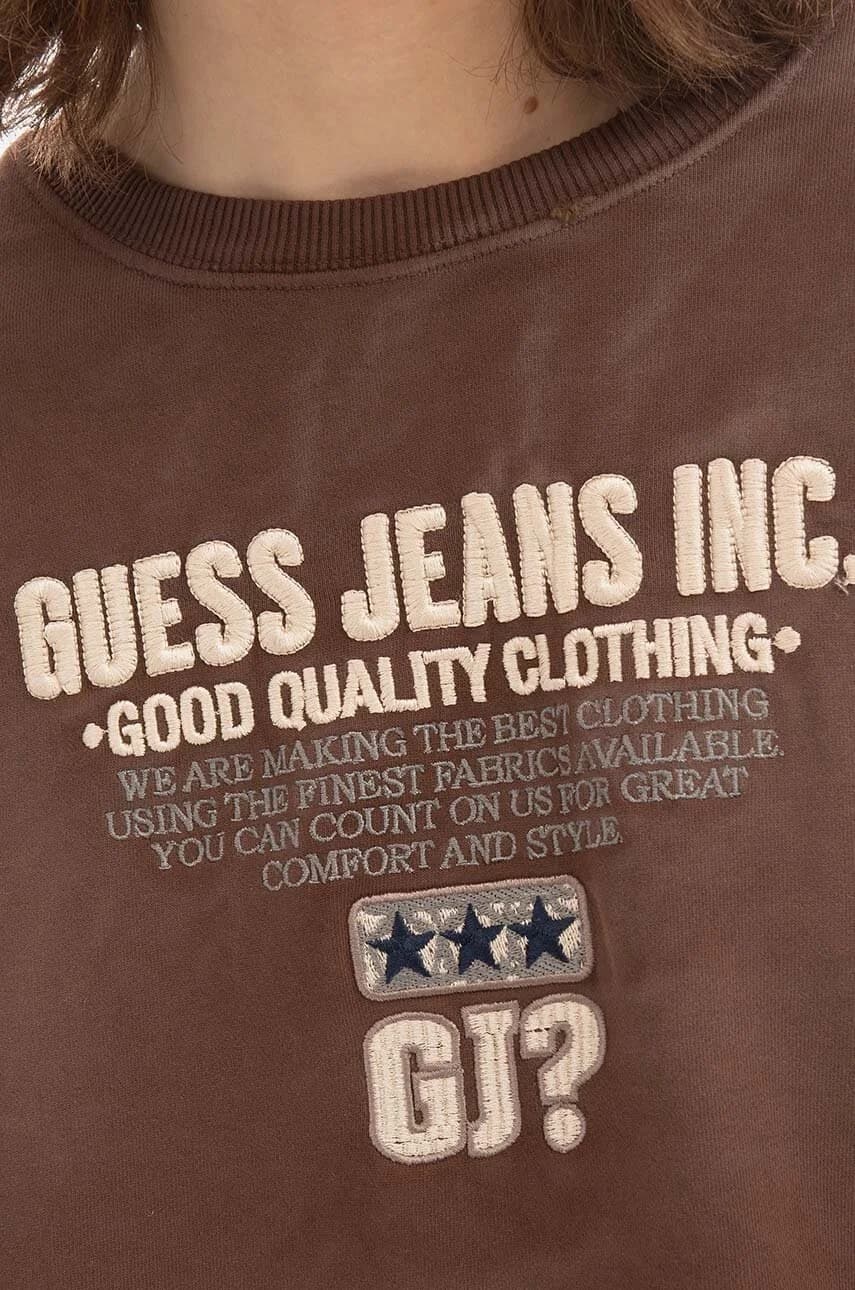 GUESS JEANS INC.
•GOOD QUALITY CLOTHING•
WE ARE MAKING THE BEST CLOTHING
USING THE FINEST FABRICS AVAILABLE.
YOU CAN COUNT ON US FOR GREAT
COMFORT AND STYLE.
GJ?